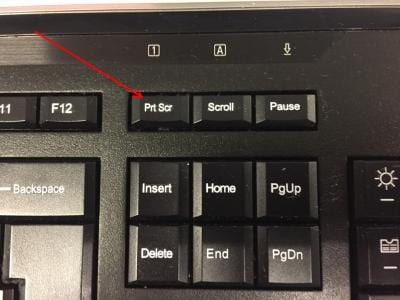 1 A
11 F12 Prt Scr Scroll Pause
Backspace Insert Home PgUp
Delete End PgDn